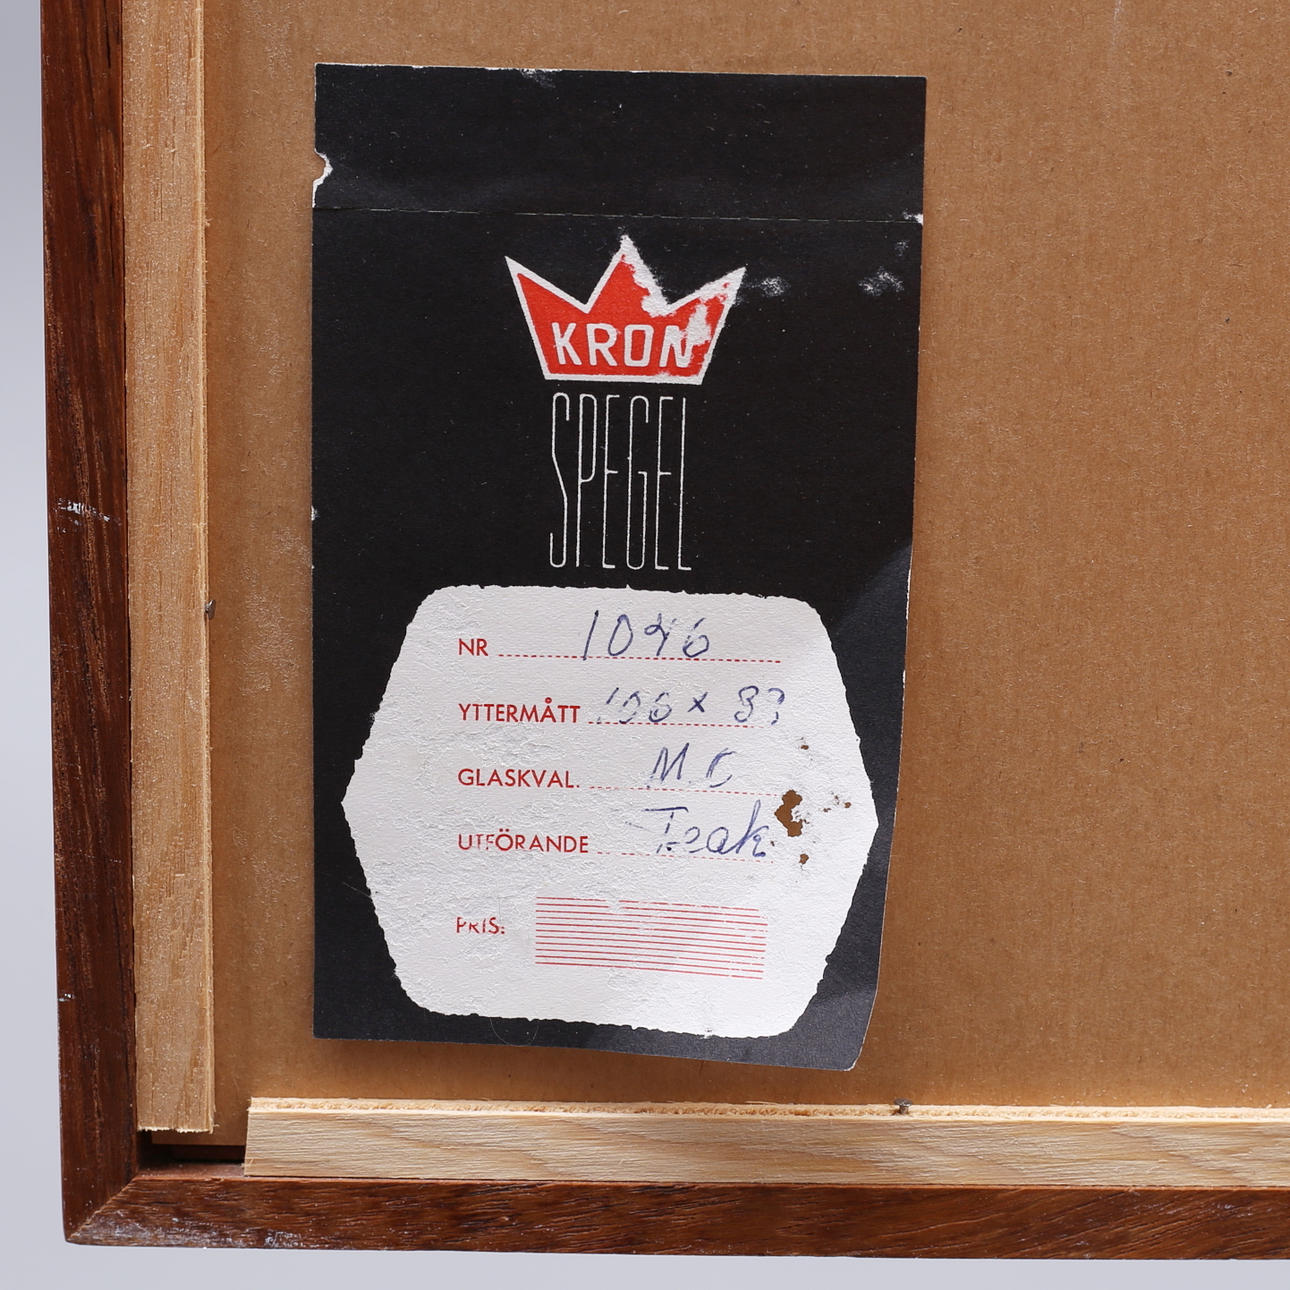 KRON
SPEGEL
NR 1046
YTTERMÅTT
GLASKVAL. M.C
UTFÖRANDE Teak
PRIS: